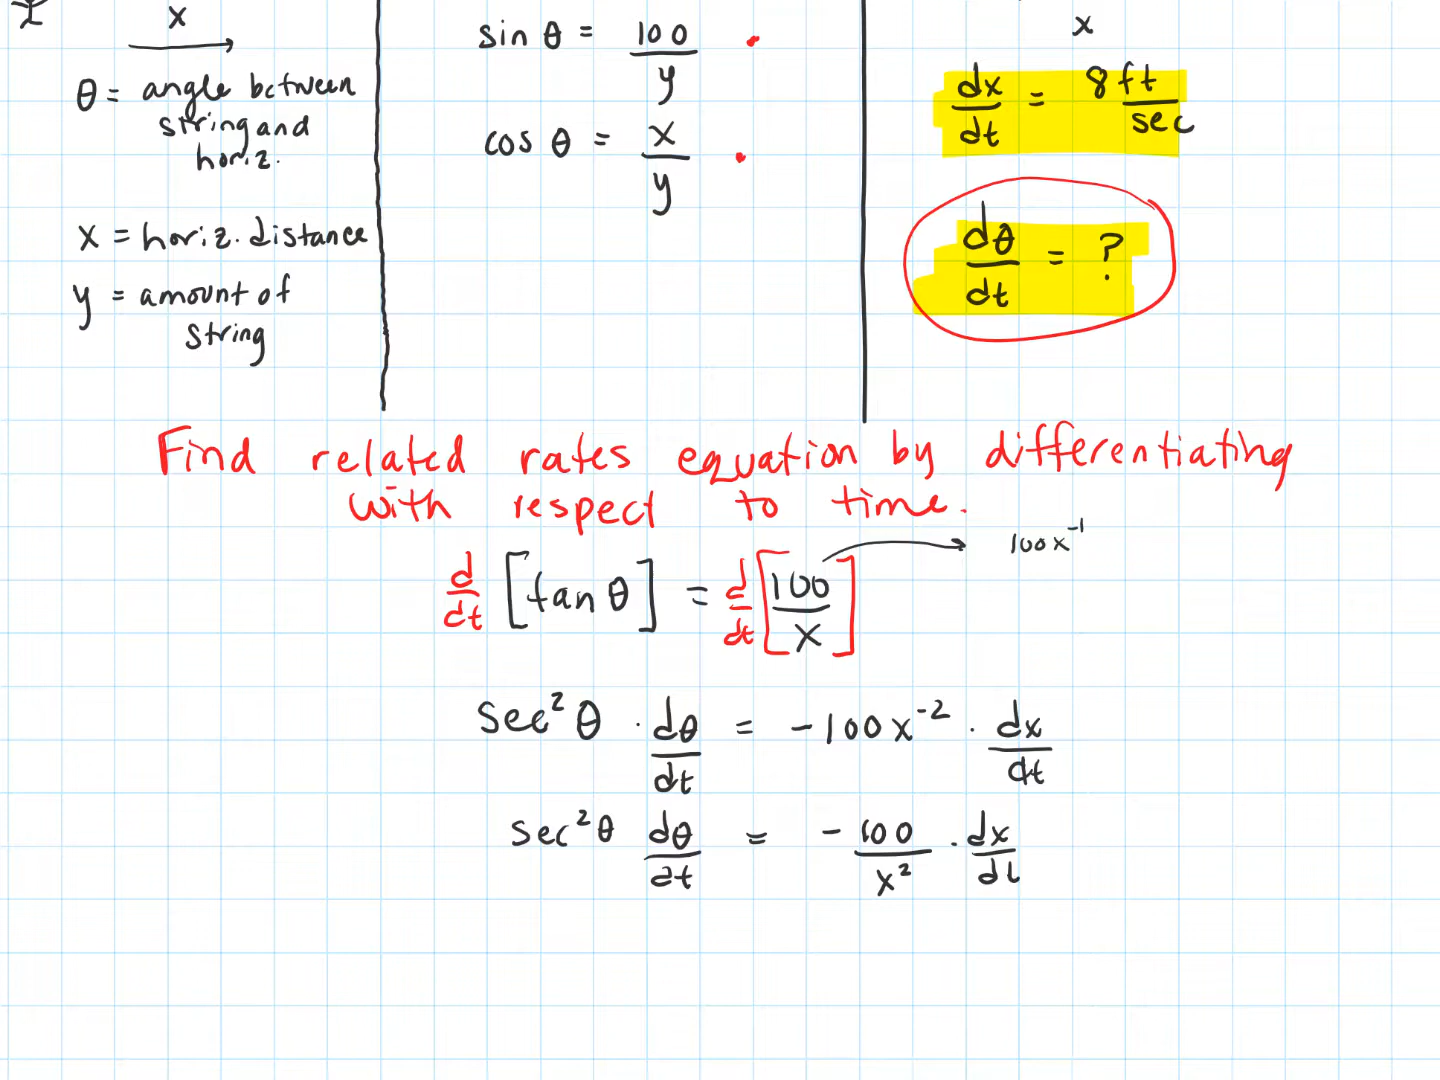 x
θ = angle between
string and
horiz.
x = horiz. distance
y = amount of
string
sin θ = 100/y
cos θ = x/y
x
dx/dt = 8 ft/sec
dθ/dt = ?
Find related rates equation by differentiating
with respect to time.
100x⁻¹
d/dt [tan θ] = d/dt [100/x]
sec² θ · dθ/dt = -100x⁻² · dx/dt
sec² θ dθ/dt = -100/x² · dx/dt